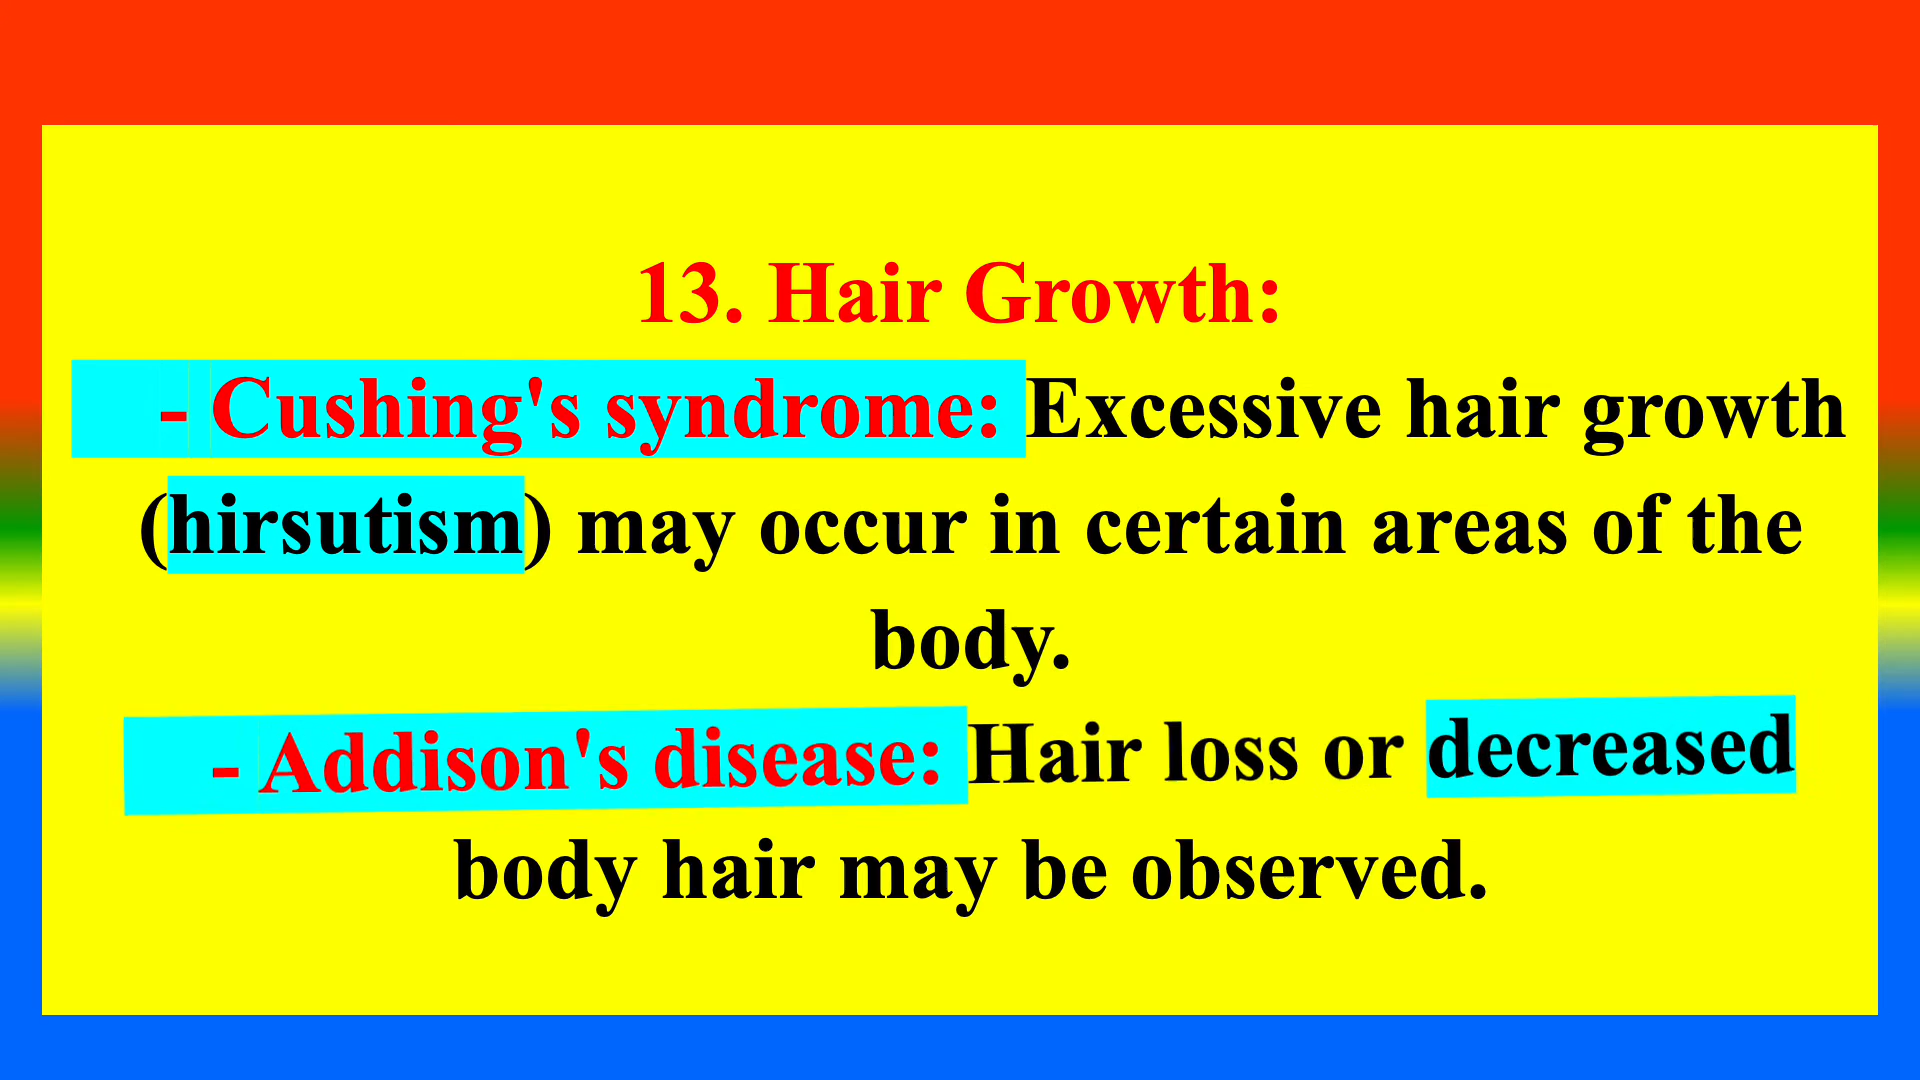 13. Hair Growth:
- Cushing's syndrome: Excessive hair growth
(hirsutism) may occur in certain areas of the
body.
- Addison's disease: Hair loss or decreased
body hair may be observed.